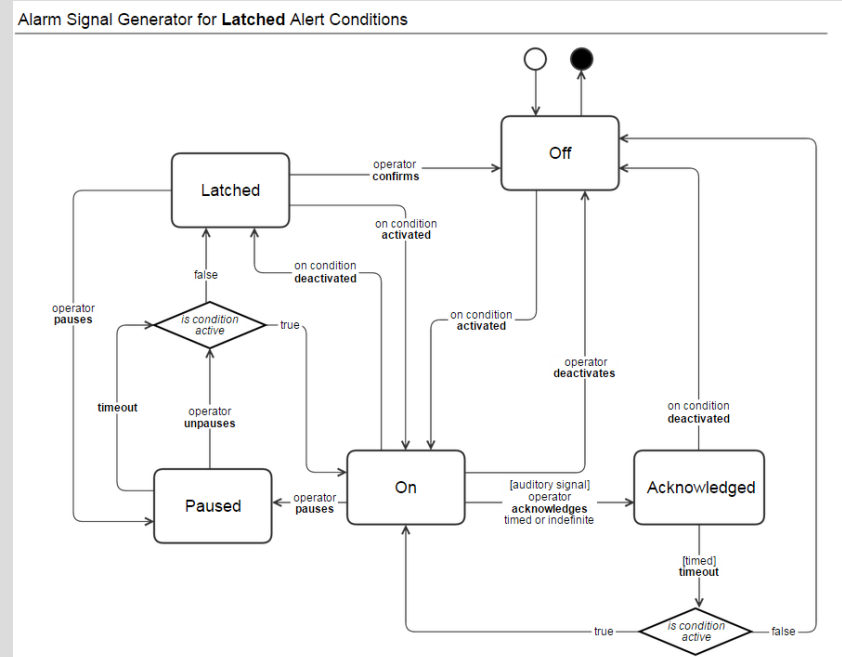 Alarm Signal Generator for Latched Alert Conditions
Off
operator
confirms
Latched
on condition
activated
on condition
deactivated
false
operator
pauses
is condition
active
true
on condition
activated
operator
deactivates
timeout
operator
unpauses
on condition
deactivated
Paused
operator
pauses
On
[auditory signal]
operator
acknowledges
timed or indefinite
Acknowledged
[timed]
timeout
true
is condition
active
false